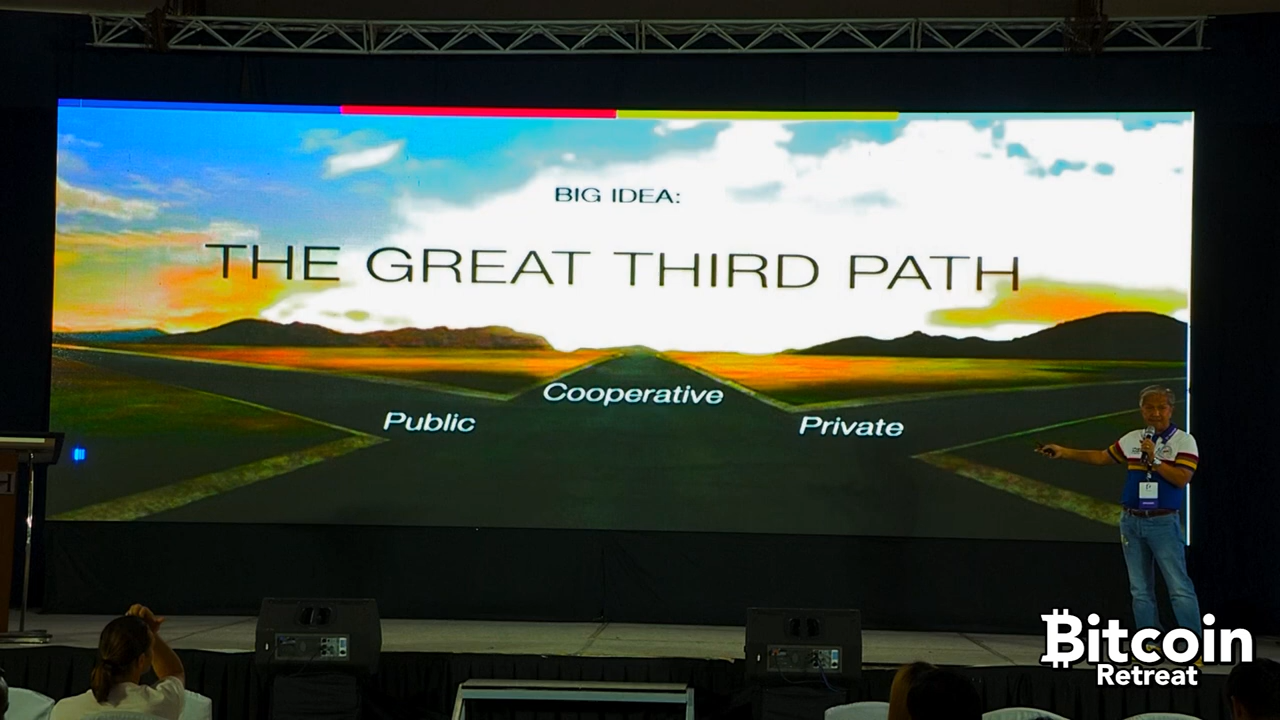 BIG IDEA:
THE GREAT THIRD PATH
Cooperative
Public
Private
H
Bitcoin
Retreat